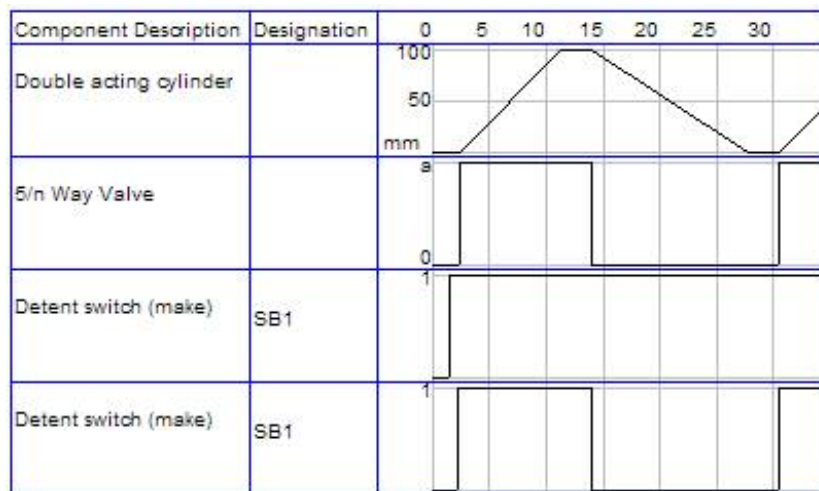 Component Description Designation 0 5 10 15 20 25 30
Double acting cylinder
100
50
mm
5/n Way Valve
a
0
Detent switch (make) SB1
1
Detent switch (make) SB1
1